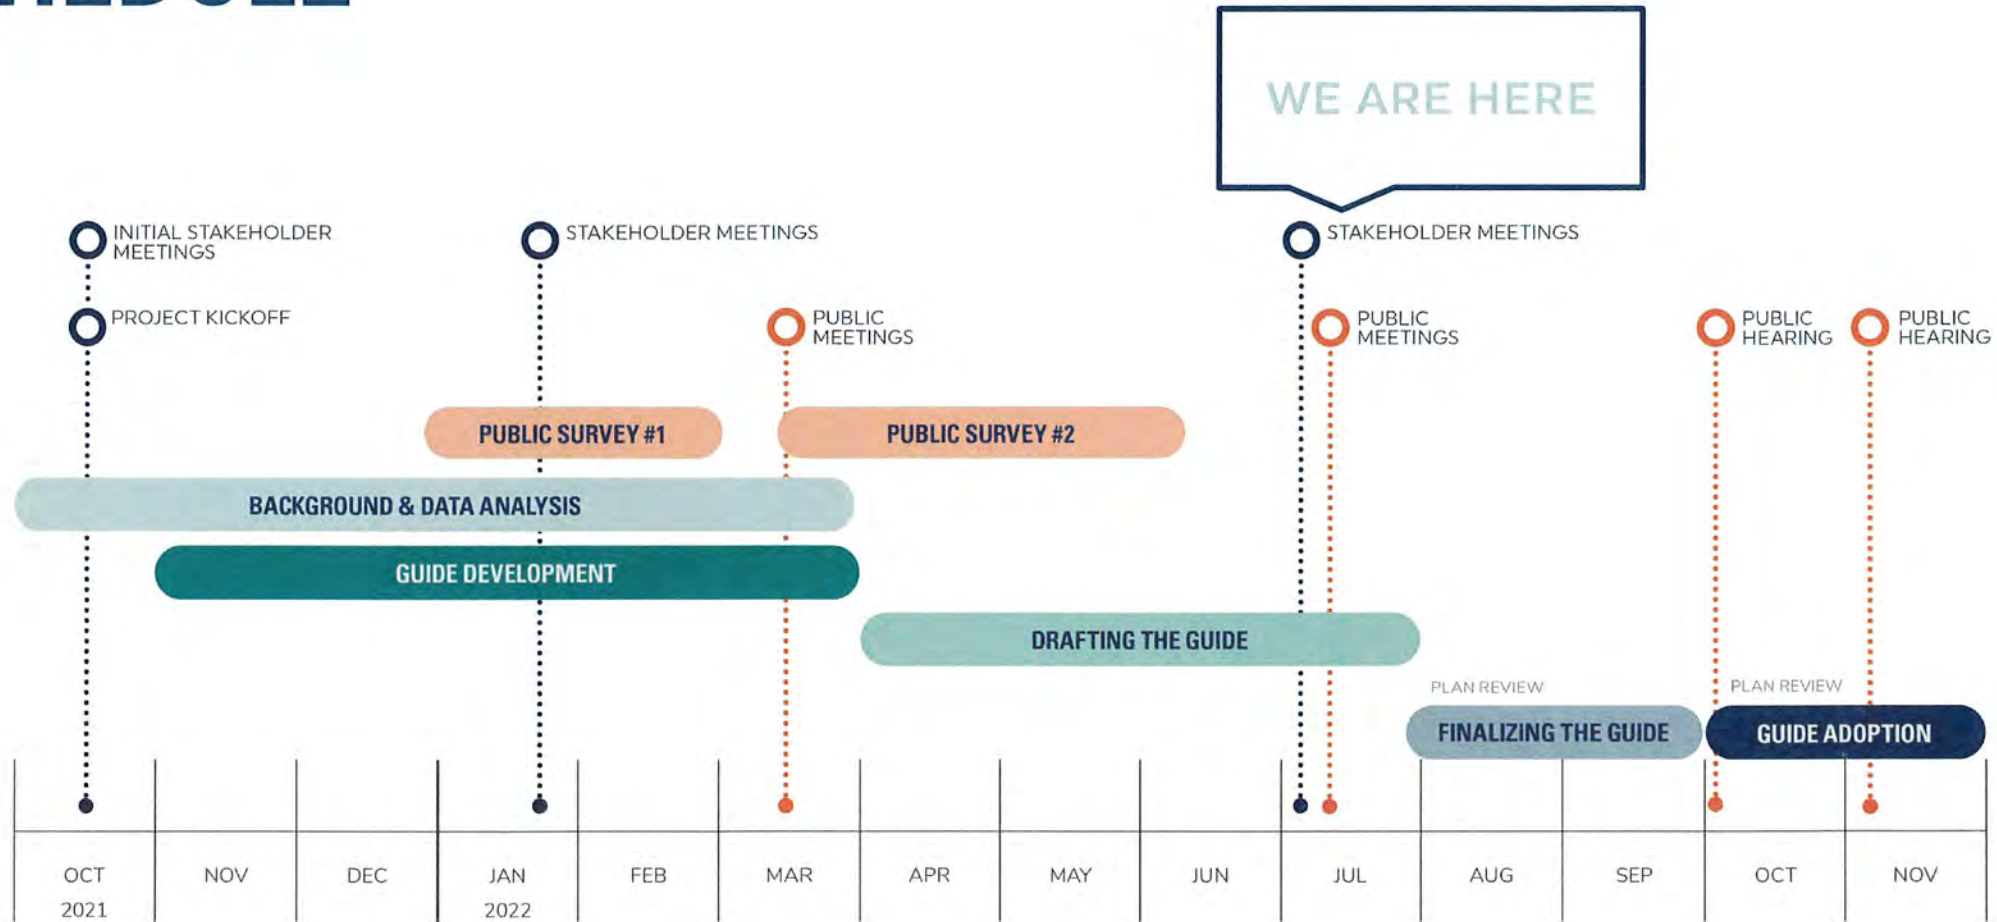 WE ARE HERE
INITIAL STAKEHOLDER
MEETINGS
STAKEHOLDER MEETINGS
STAKEHOLDER MEETINGS
PROJECT KICKOFF
PUBLIC
MEETINGS
PUBLIC
MEETINGS
PUBLIC
HEARING
PUBLIC
HEARING
PUBLIC SURVEY #1
PUBLIC SURVEY #2
BACKGROUND & DATA ANALYSIS
GUIDE DEVELOPMENT
DRAFTING THE GUIDE
PLAN REVIEW
PLAN REVIEW
FINALIZING THE GUIDE
GUIDE ADOPTION
OCT
2021
NOV
DEC
JAN
2022
FEB
MAR
APR
MAY
JUN
JUL
AUG
SEP
OCT
NOV